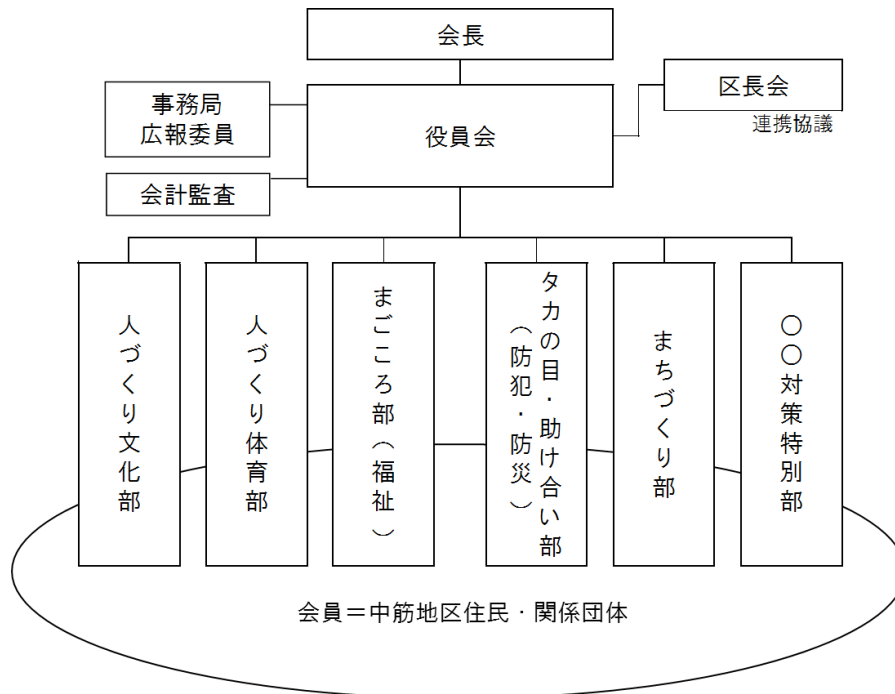 会長
事務局
広報委員
役員会
区長会
連携協議
会計監査
人づくり文化部
人づくり体育部
まごころ部（福祉）
タカの目・助け合い部
（防犯・防災）
まちづくり部
〇〇対策特別部
会員＝中筋地区住民・関係団体